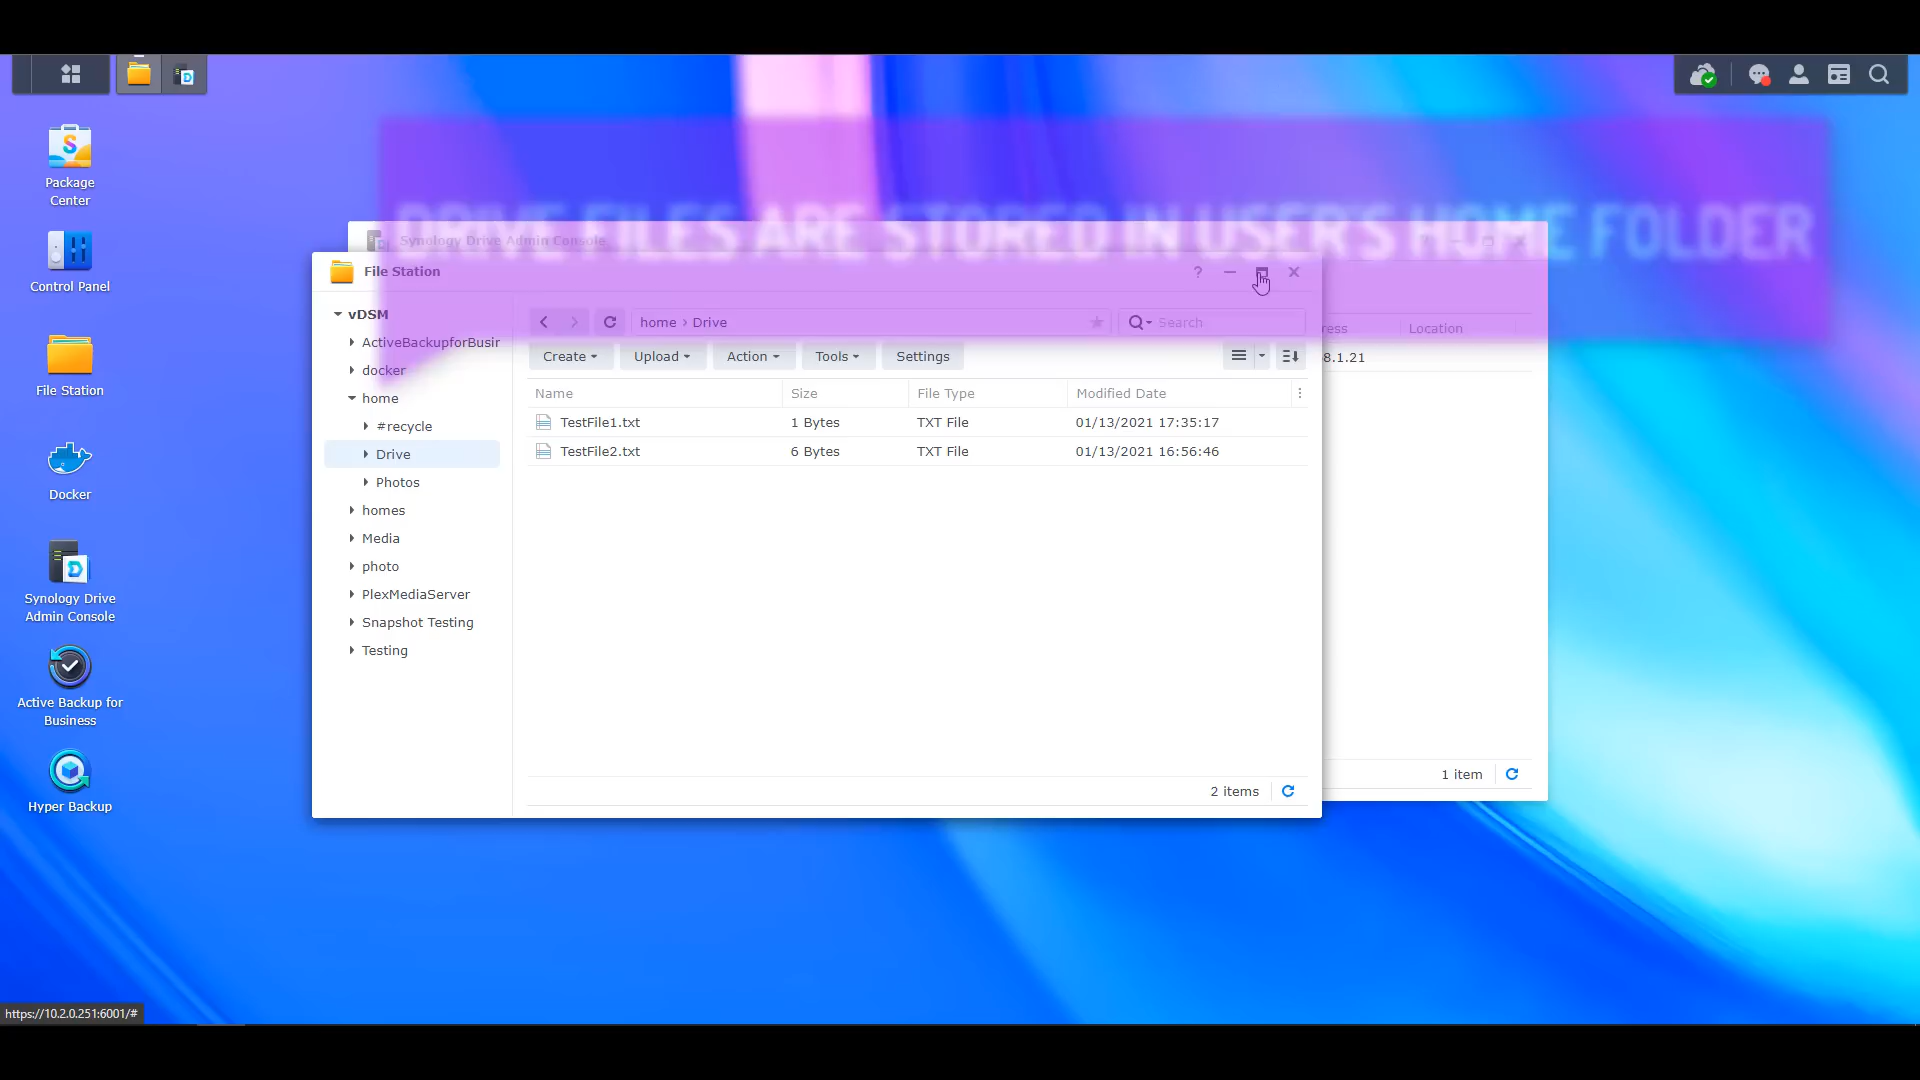 DRIVE FILES ARE STORED IN USER'S HOME FOLDER
Package
Center
Control Panel
File Station
Docker
Synology Drive
Admin Console
Active Backup for
Business
Hyper Backup
Synology Drive Admin Console
File Station
vDSM
ActiveBackupforBusir
docker
home
#recycle
Drive
Photos
homes
Media
photo
PlexMediaServer
Snapshot Testing
Testing
home › Drive
Search
Create
Upload
Action
Tools
Settings
Name Size File Type Modified Date
TestFile1.txt 1 Bytes TXT File 01/13/2021 17:35:17
TestFile2.txt 6 Bytes TXT File 01/13/2021 16:56:46
2 items
ress Location
8.1.21
1 item
https://10.2.0.251:6001/#